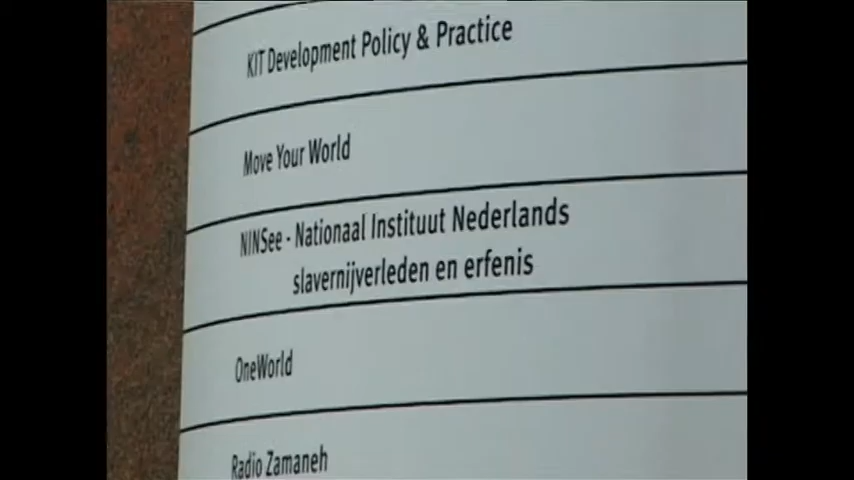 KIT Development Policy & Practice
Move Your World
NINSee - Nationaal Instituut Nederlands
slavernijverleden en erfenis
OneWorld
Radio Zamaneh